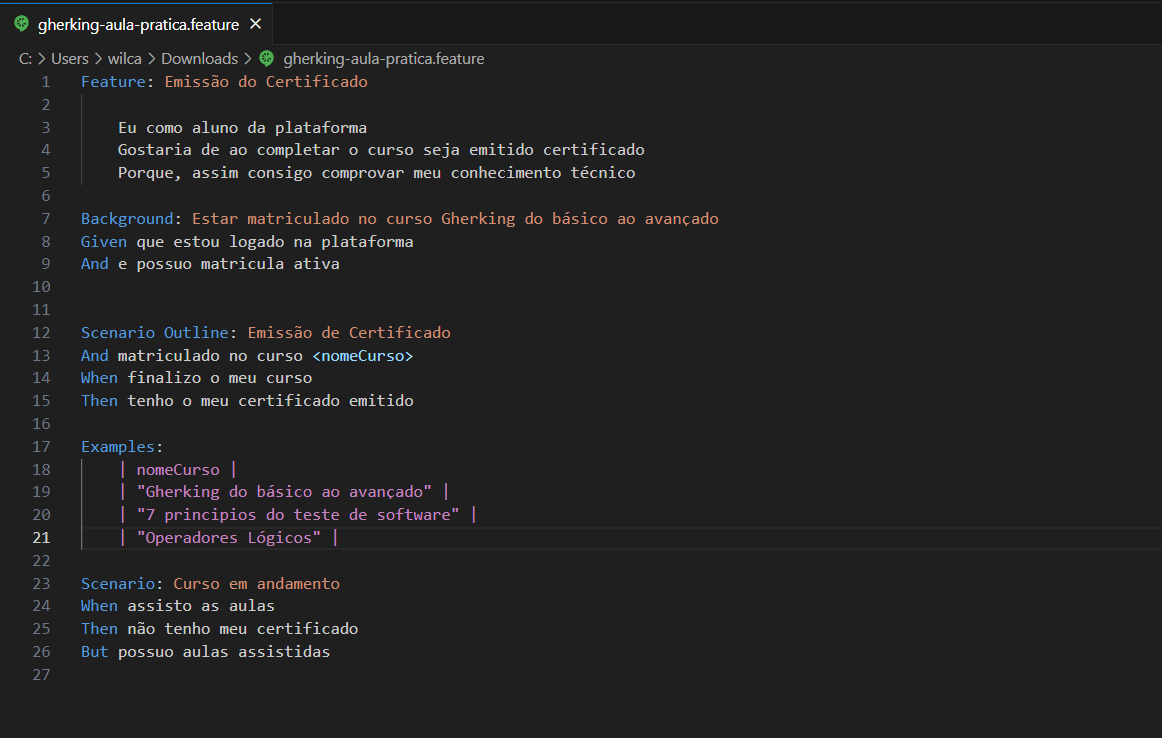 gherking-aula-pratica.feature
C: > Users > wilca > Downloads > gherking-aula-pratica.feature
1 Feature: Emissão do Certificado
2
3 Eu como aluno da plataforma
4 Gostaria de ao completar o curso seja emitido certificado
5 Porque, assim consigo comprovar meu conhecimento técnico
6
7 Background: Estar matriculado no curso Gherking do básico ao avançado
8 Given que estou logado na plataforma
9 And e possuo matricula ativa
10
11
12 Scenario Outline: Emissão de Certificado
13 And matriculado no curso <nomeCurso>
14 When finalizo o meu curso
15 Then tenho o meu certificado emitido
16
17 Examples:
18 | nomeCurso |
19 | "Gherking do básico ao avançado" |
20 | "7 principios do teste de software" |
21 | "Operadores Lógicos" |
22
23 Scenario: Curso em andamento
24 When assisto as aulas
25 Then não tenho meu certificado
26 But possuo aulas assistidas
27